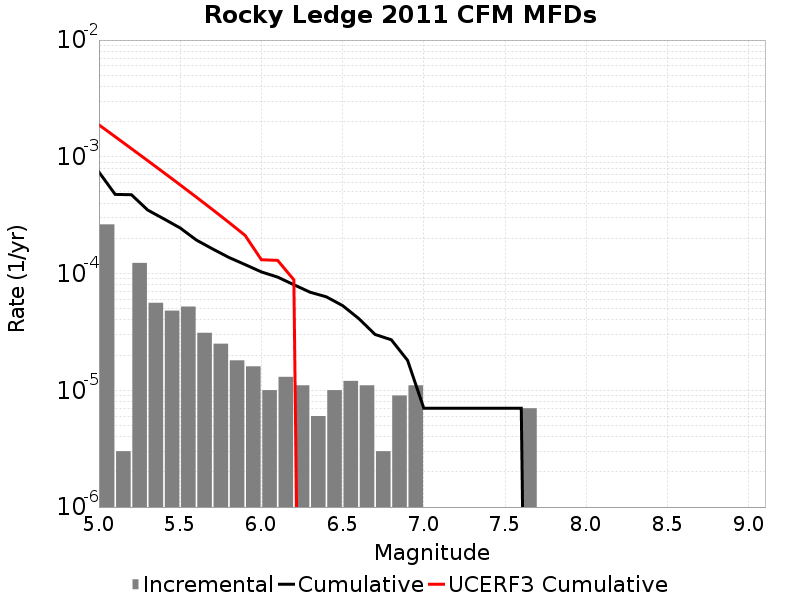 Rocky Ledge 2011 CFM MFDs
10-2
10-3
10-4
10-5
10-6
Rate (1/yr)
5.0 5.5 6.0 6.5 7.0 7.5 8.0 8.5 9.0
Magnitude
Incremental Cumulative UCERF3 Cumulative